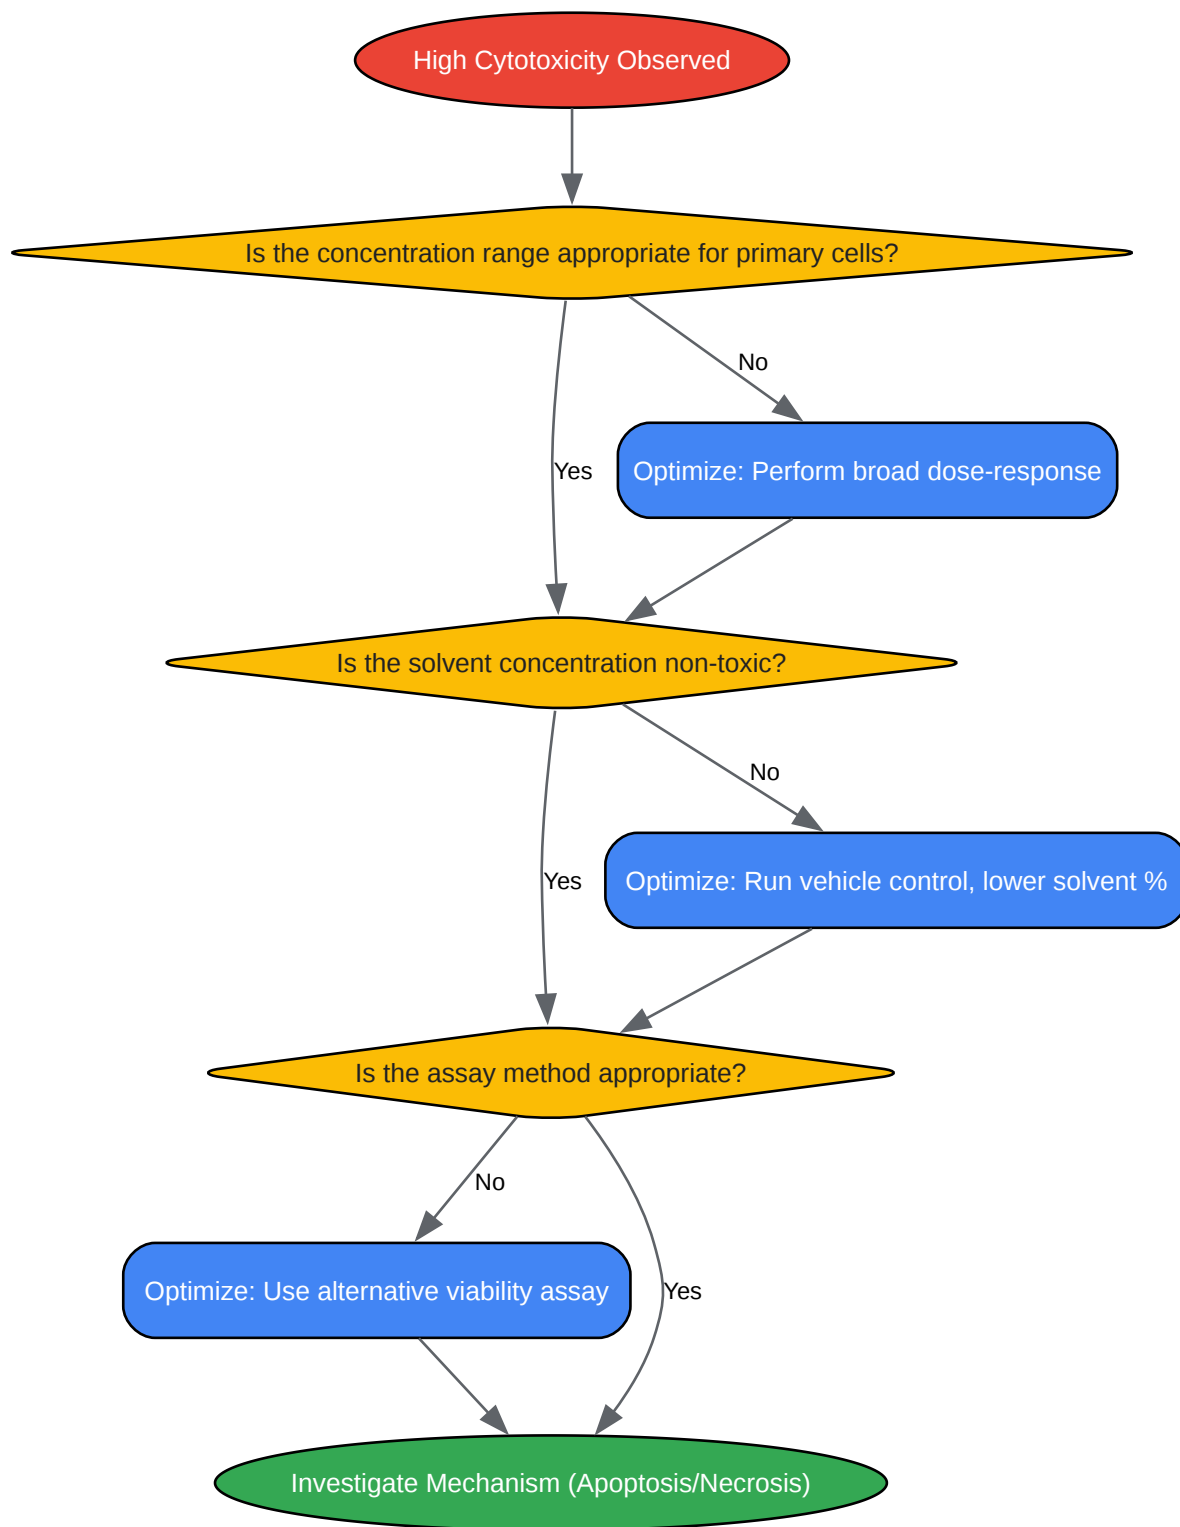 High Cytotoxicity Observed
Is the concentration range appropriate for primary cells?
No
Yes
Optimize: Perform broad dose-response
Is the solvent concentration non-toxic?
No
Yes
Optimize: Run vehicle control, lower solvent %
Is the assay method appropriate?
No
Optimize: Use alternative viability assay
Yes
Investigate Mechanism (Apoptosis/Necrosis)